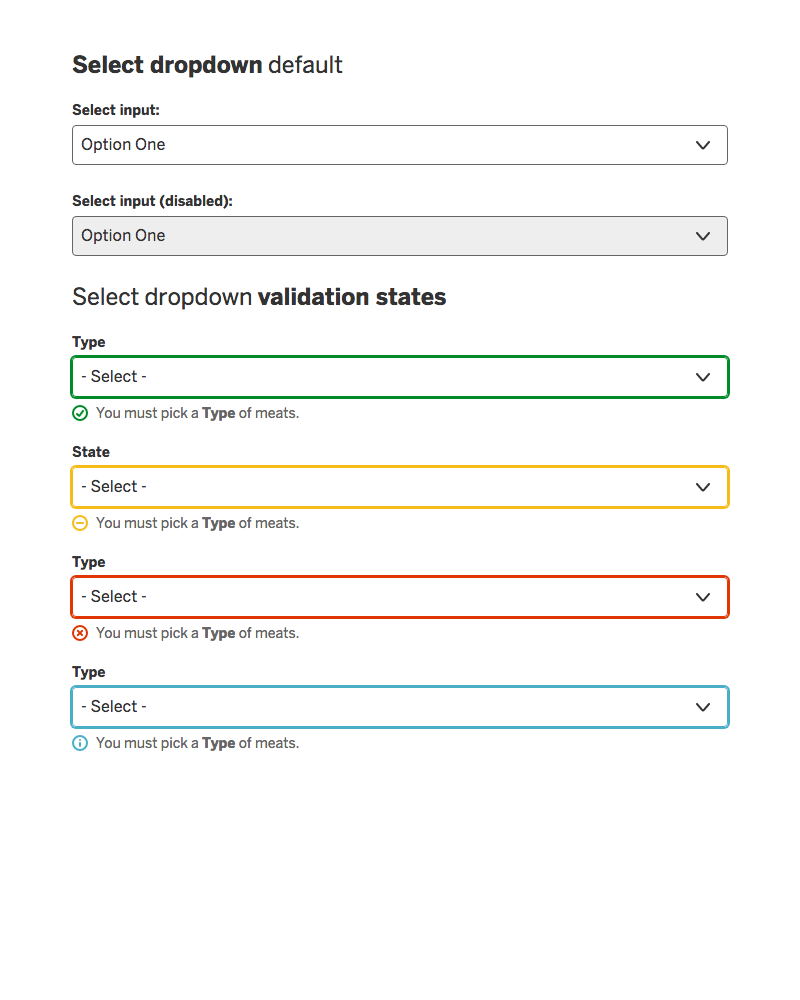 Select dropdown default
Select input:
Option One
Select input (disabled):
Option One
Select dropdown validation states
Type
- Select -
You must pick a Type of meats.
State
- Select -
You must pick a Type of meats.
Type
- Select -
You must pick a Type of meats.
Type
- Select -
You must pick a Type of meats.